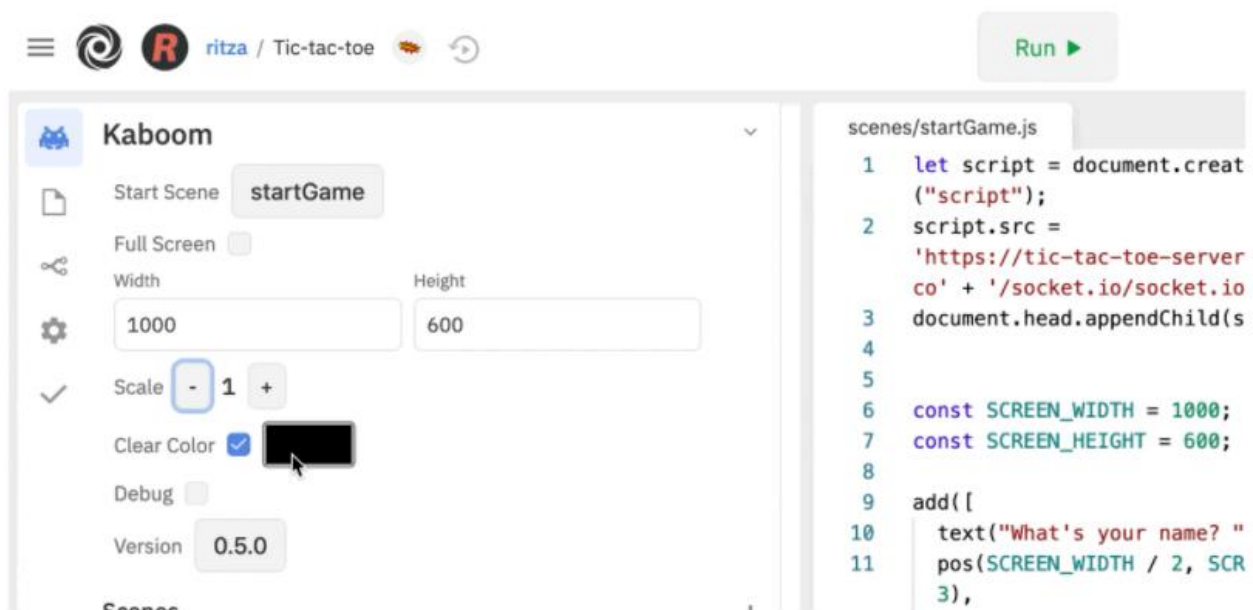 R ritza / Tic-tac-toe
Run
Kaboom
Start Scene startGame
Full Screen
Width Height
1000 600
Scale - 1 +
Clear Color
Debug
Version 0.5.0
scenes/startGame.js
1 let script = document.creat
("script");
2 script.src =
'https://tic-tac-toe-server
co' + '/socket.io/socket.io
3 document.head.appendChild(s
4
5
6 const SCREEN_WIDTH = 1000;
7 const SCREEN_HEIGHT = 600;
8
9 add([
10 text("What's your name? "
11 pos(SCREEN_WIDTH / 2, SCR
3),